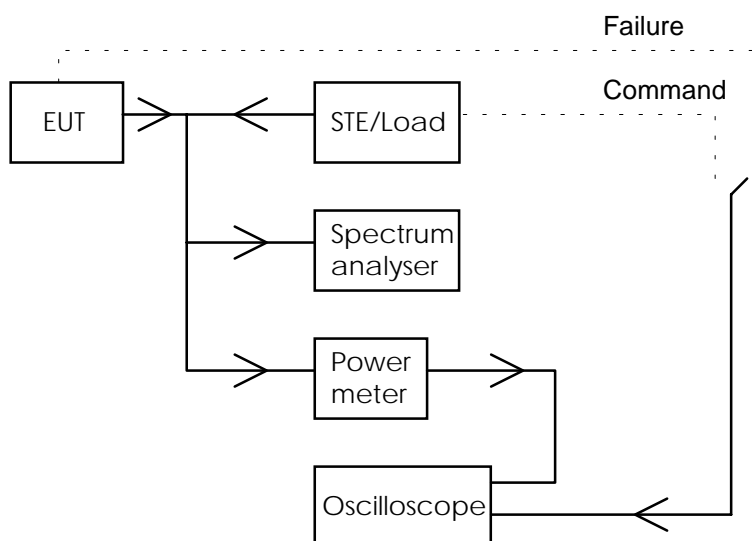 Failure
Command
EUT
STE/Load
Spectrum
analyser
Power
meter
Oscilloscope